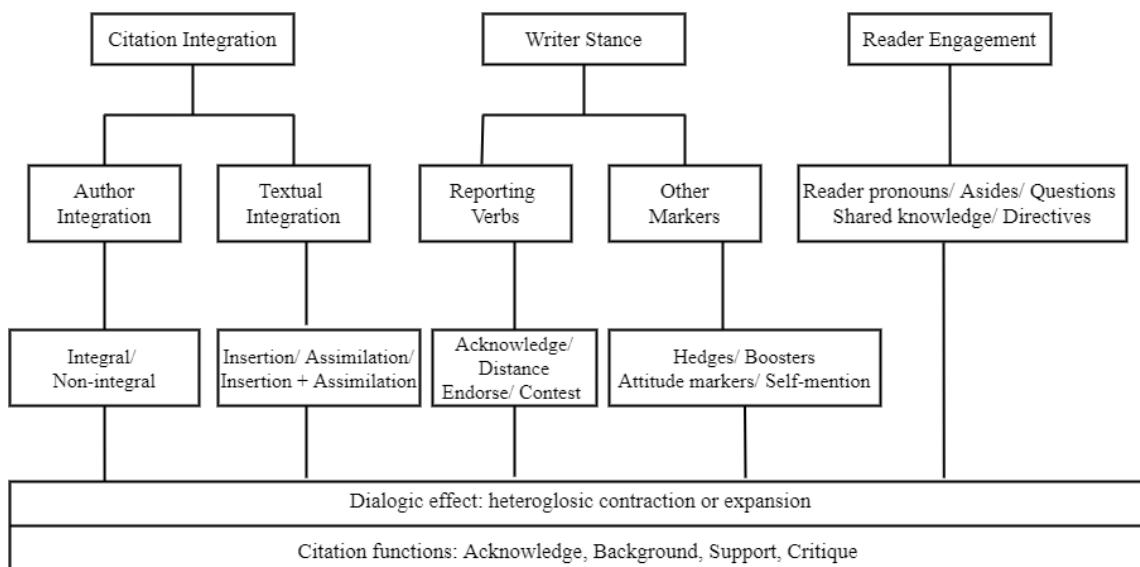 Citation Integration
Writer Stance
Reader Engagement
Author
Integration
Textual
Integration
Reporting
Verbs
Other
Markers
Reader pronouns/ Asides/ Questions
Shared knowledge/ Directives
Integral/
Non-integral
Insertion/ Assimilation/
Insertion + Assimilation
Acknowledge/
Distance
Endorse/ Contest
Hedges/ Boosters
Attitude markers/ Self-mention
Dialogic effect: heteroglosic contraction or expansion
Citation functions: Acknowledge, Background, Support, Critique